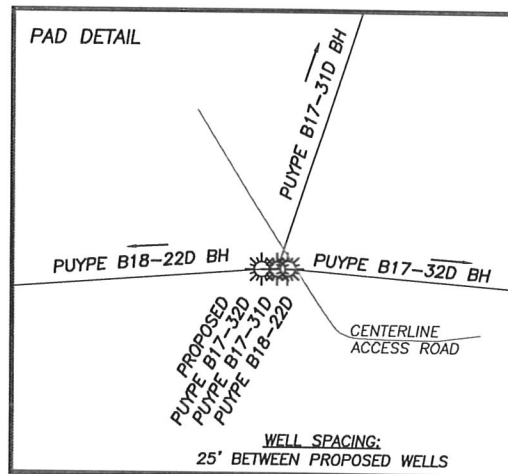 PAD DETAIL
PUYPE B17-31D BH
PUYPE B18-22D BH
PUYPE B17-32D BH
PROPOSED
PUYPE B17-32D
PUYPE B17-31D
PUYPE B18-22D
CENTERLINE
ACCESS ROAD
WELL SPACING:
25' BETWEEN PROPOSED WELLS